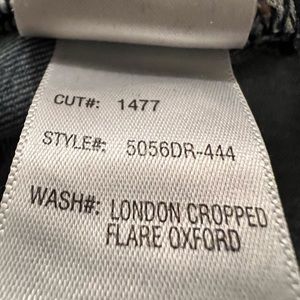 CUT#: 1477
STYLE#: 5056DR-444
WASH#: LONDON CROPPED
FLARE OXFORD